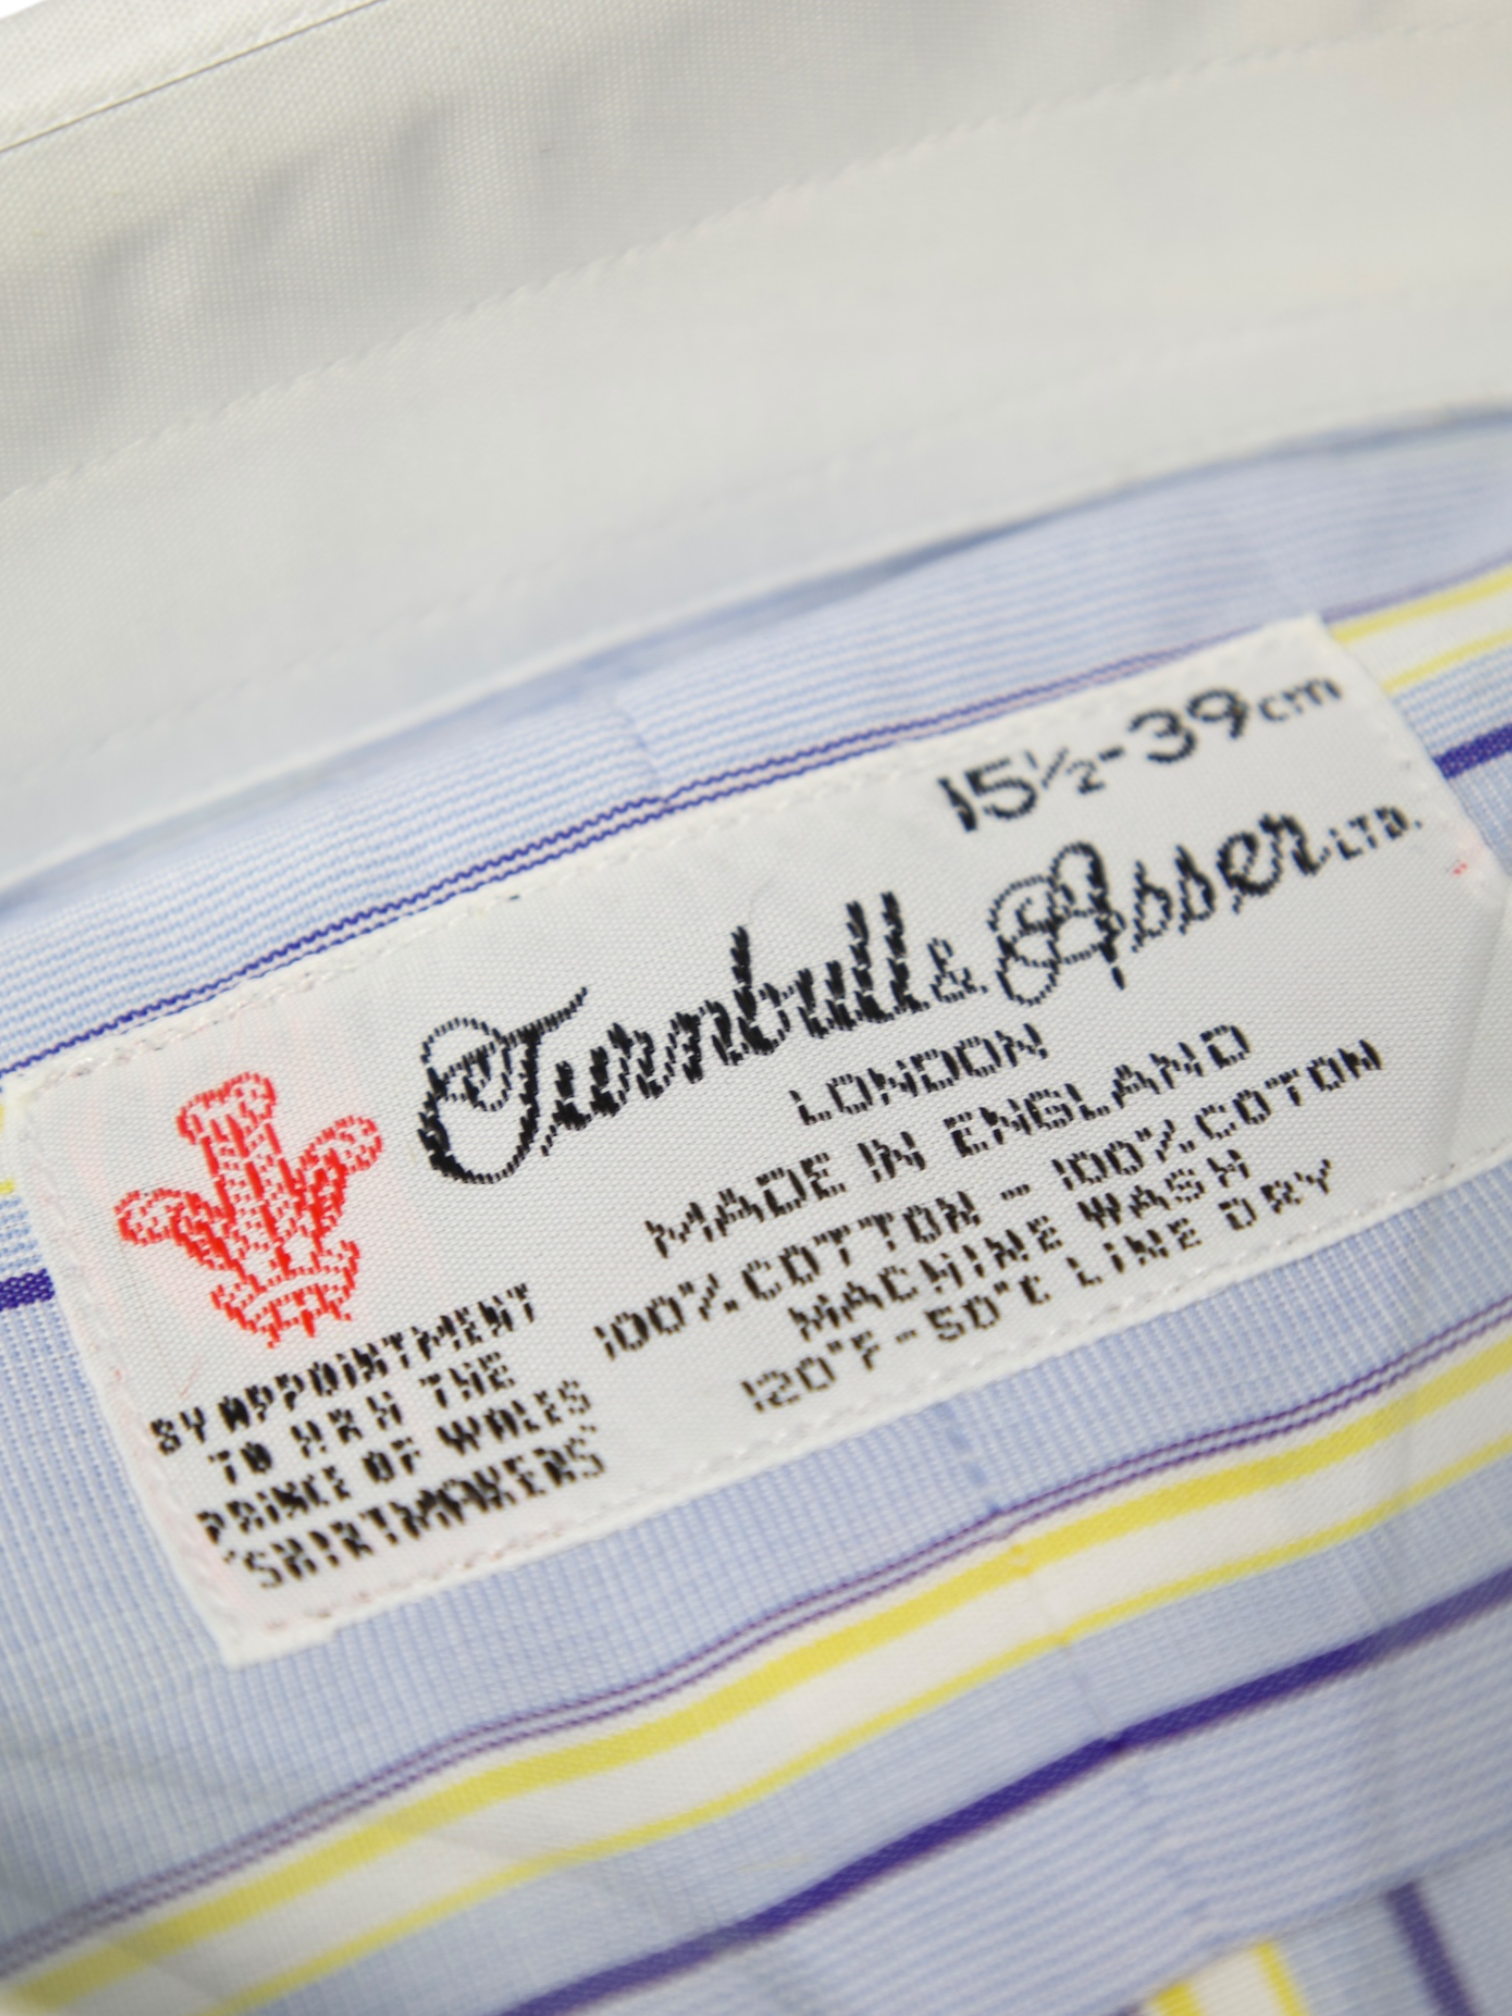 15½-39cm
Turnbull & Asser LTD.
LONDON
MADE IN ENGLAND
100% COTTON - 100% COTON
MACHINE WASH
120°F - 50°C LINE DRY
BY APPOINTMENT
TO HRH THE
PRINCE OF WALES
SHIRTMAKERS